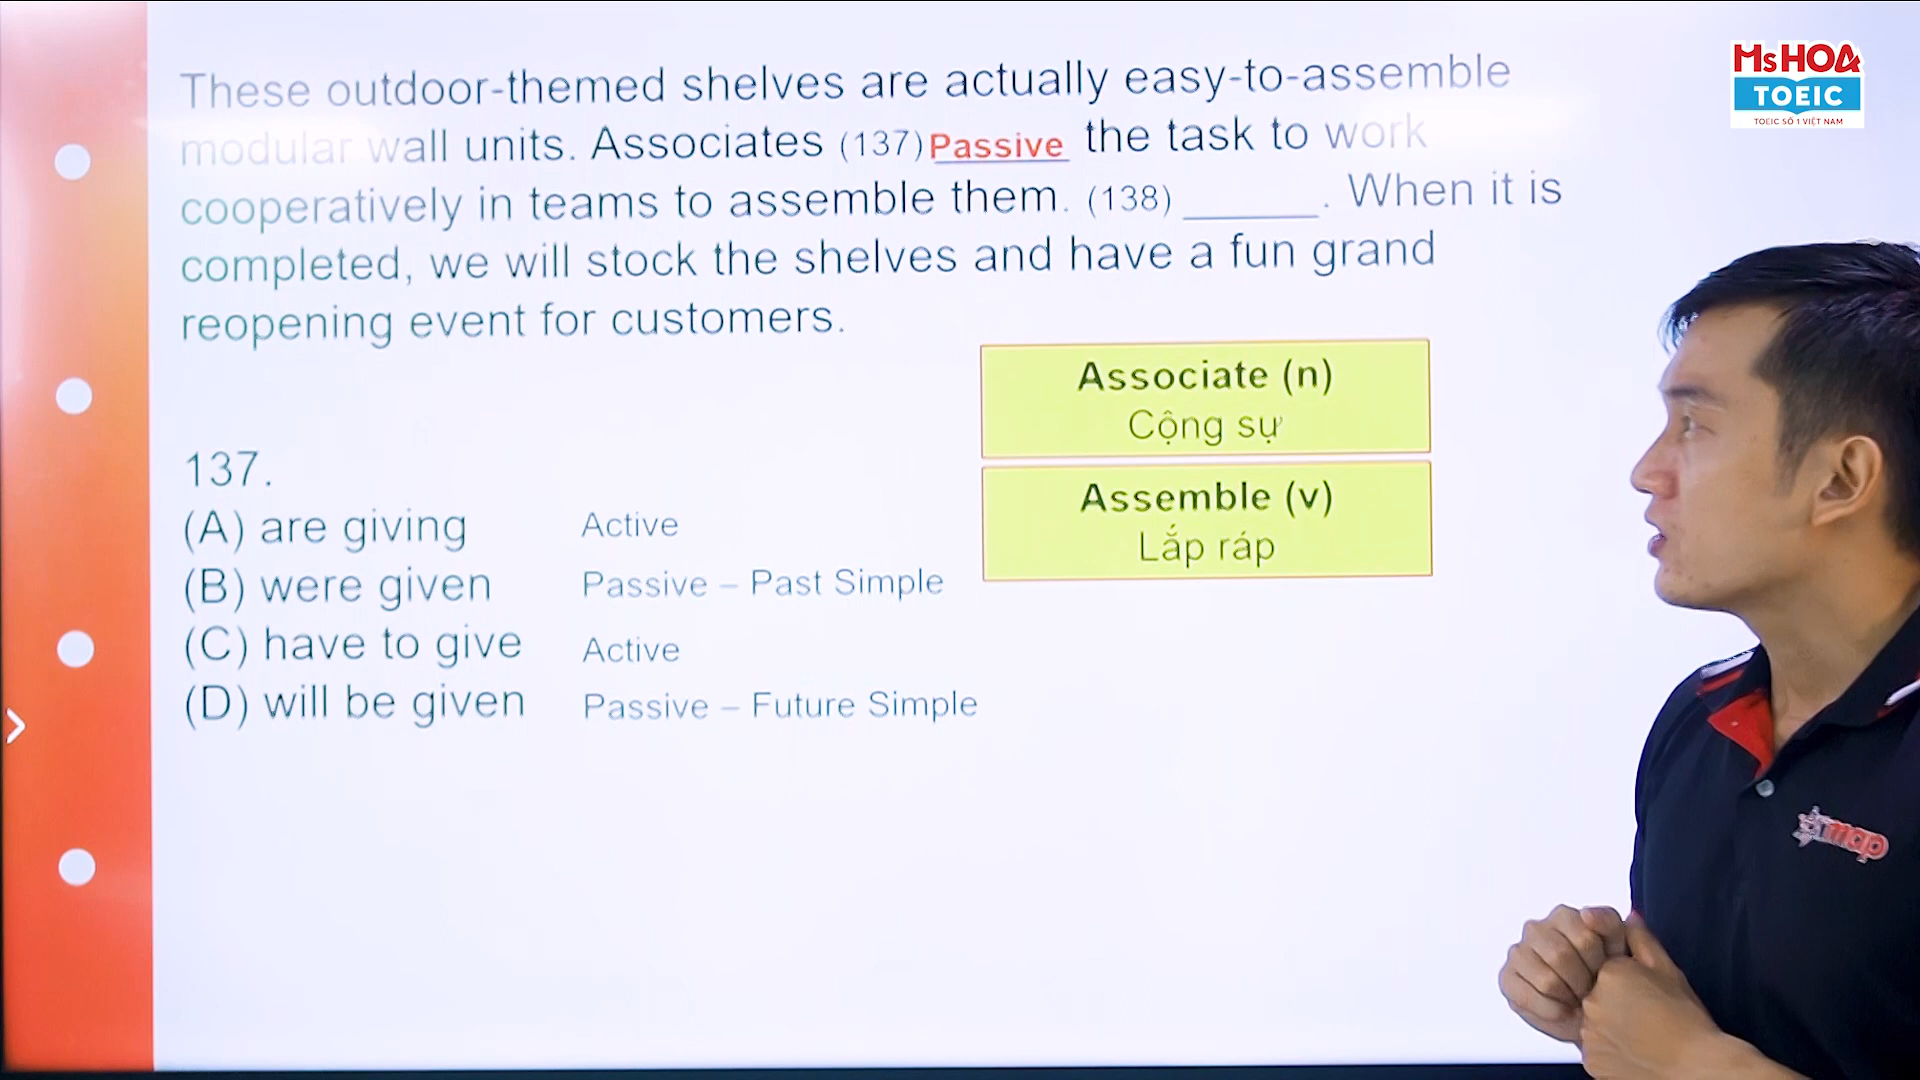 These outdoor-themed shelves are actually easy-to-assemble
modular wall units. Associates (137) Passive the task to work
cooperatively in teams to assemble them. (138) ______. When it is
completed, we will stock the shelves and have a fun grand
reopening event for customers.
Associate (n)
Cộng sự
Assemble (v)
Lắp ráp
137.
(A) are giving Active
(B) were given Passive – Past Simple
(C) have to give Active
(D) will be given Passive – Future Simple
MsHOA
TOEIC
TOEIC SỐ 1 VIỆT NAM
imap